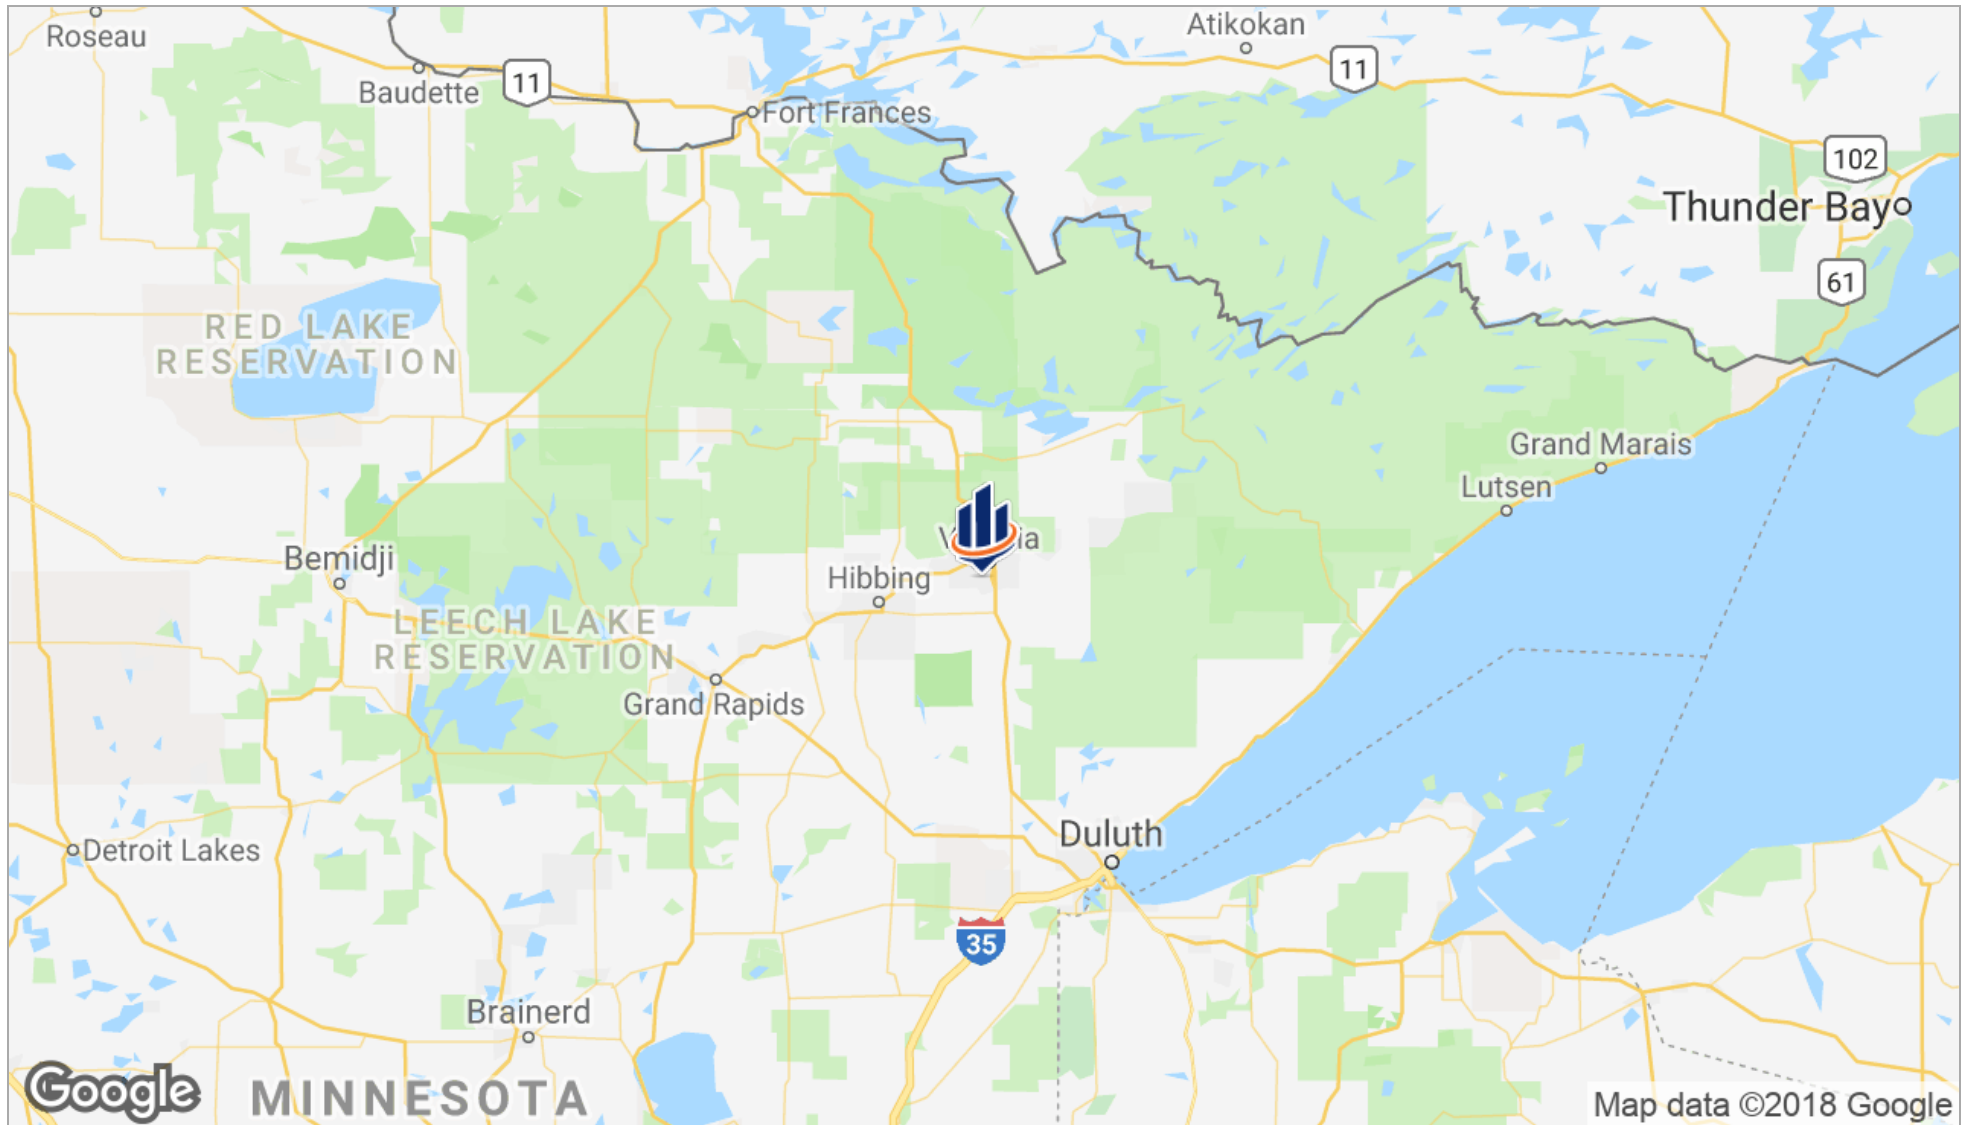 Roseau
Atikokan
11
11
Baudette
Fort Frances
102
Thunder Bay
61
RED LAKE
RESERVATION
Grand Marais
Lutsen
Bemidji
Hibbing
LEECH LAKE
RESERVATION
Grand Rapids
Duluth
Detroit Lakes
35
Brainerd
Google
MINNESOTA
Map data ©2018 Google